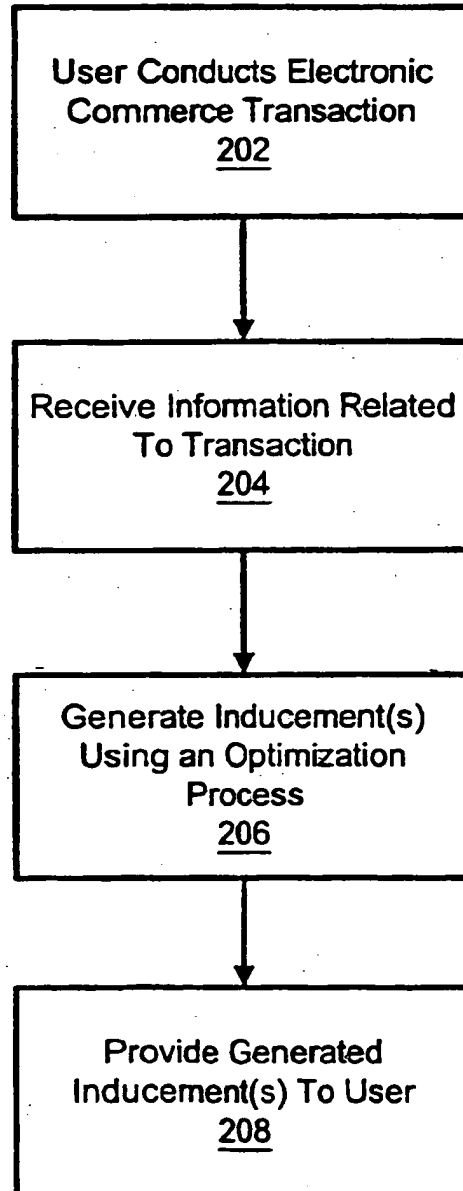 User Conducts Electronic
Commerce Transaction
202
Receive Information Related
To Transaction
204
Generate Inducement(s)
Using an Optimization
Process
206
Provide Generated
Inducement(s) To User
208